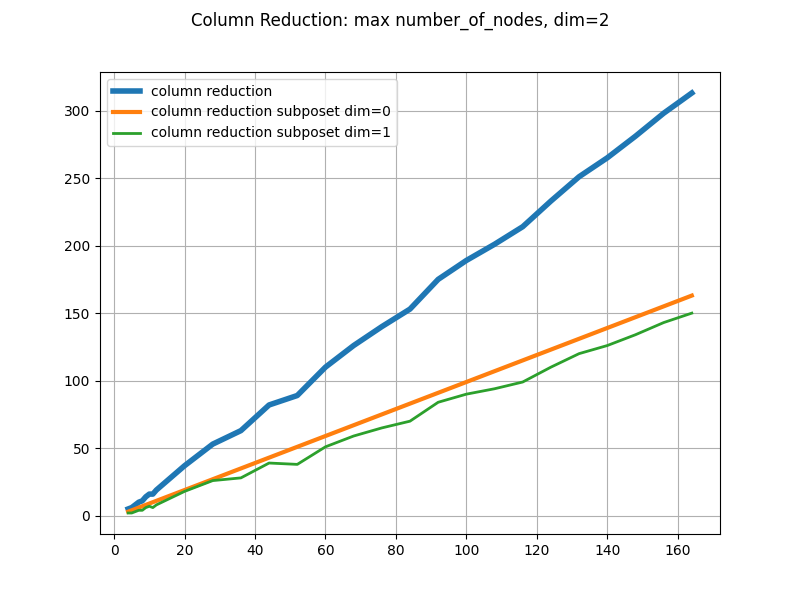 Column Reduction: max number_of_nodes, dim=2
column reduction
column reduction subposet dim=0
column reduction subposet dim=1
300
250
200
150
100
50
0
0 20 40 60 80 100 120 140 160